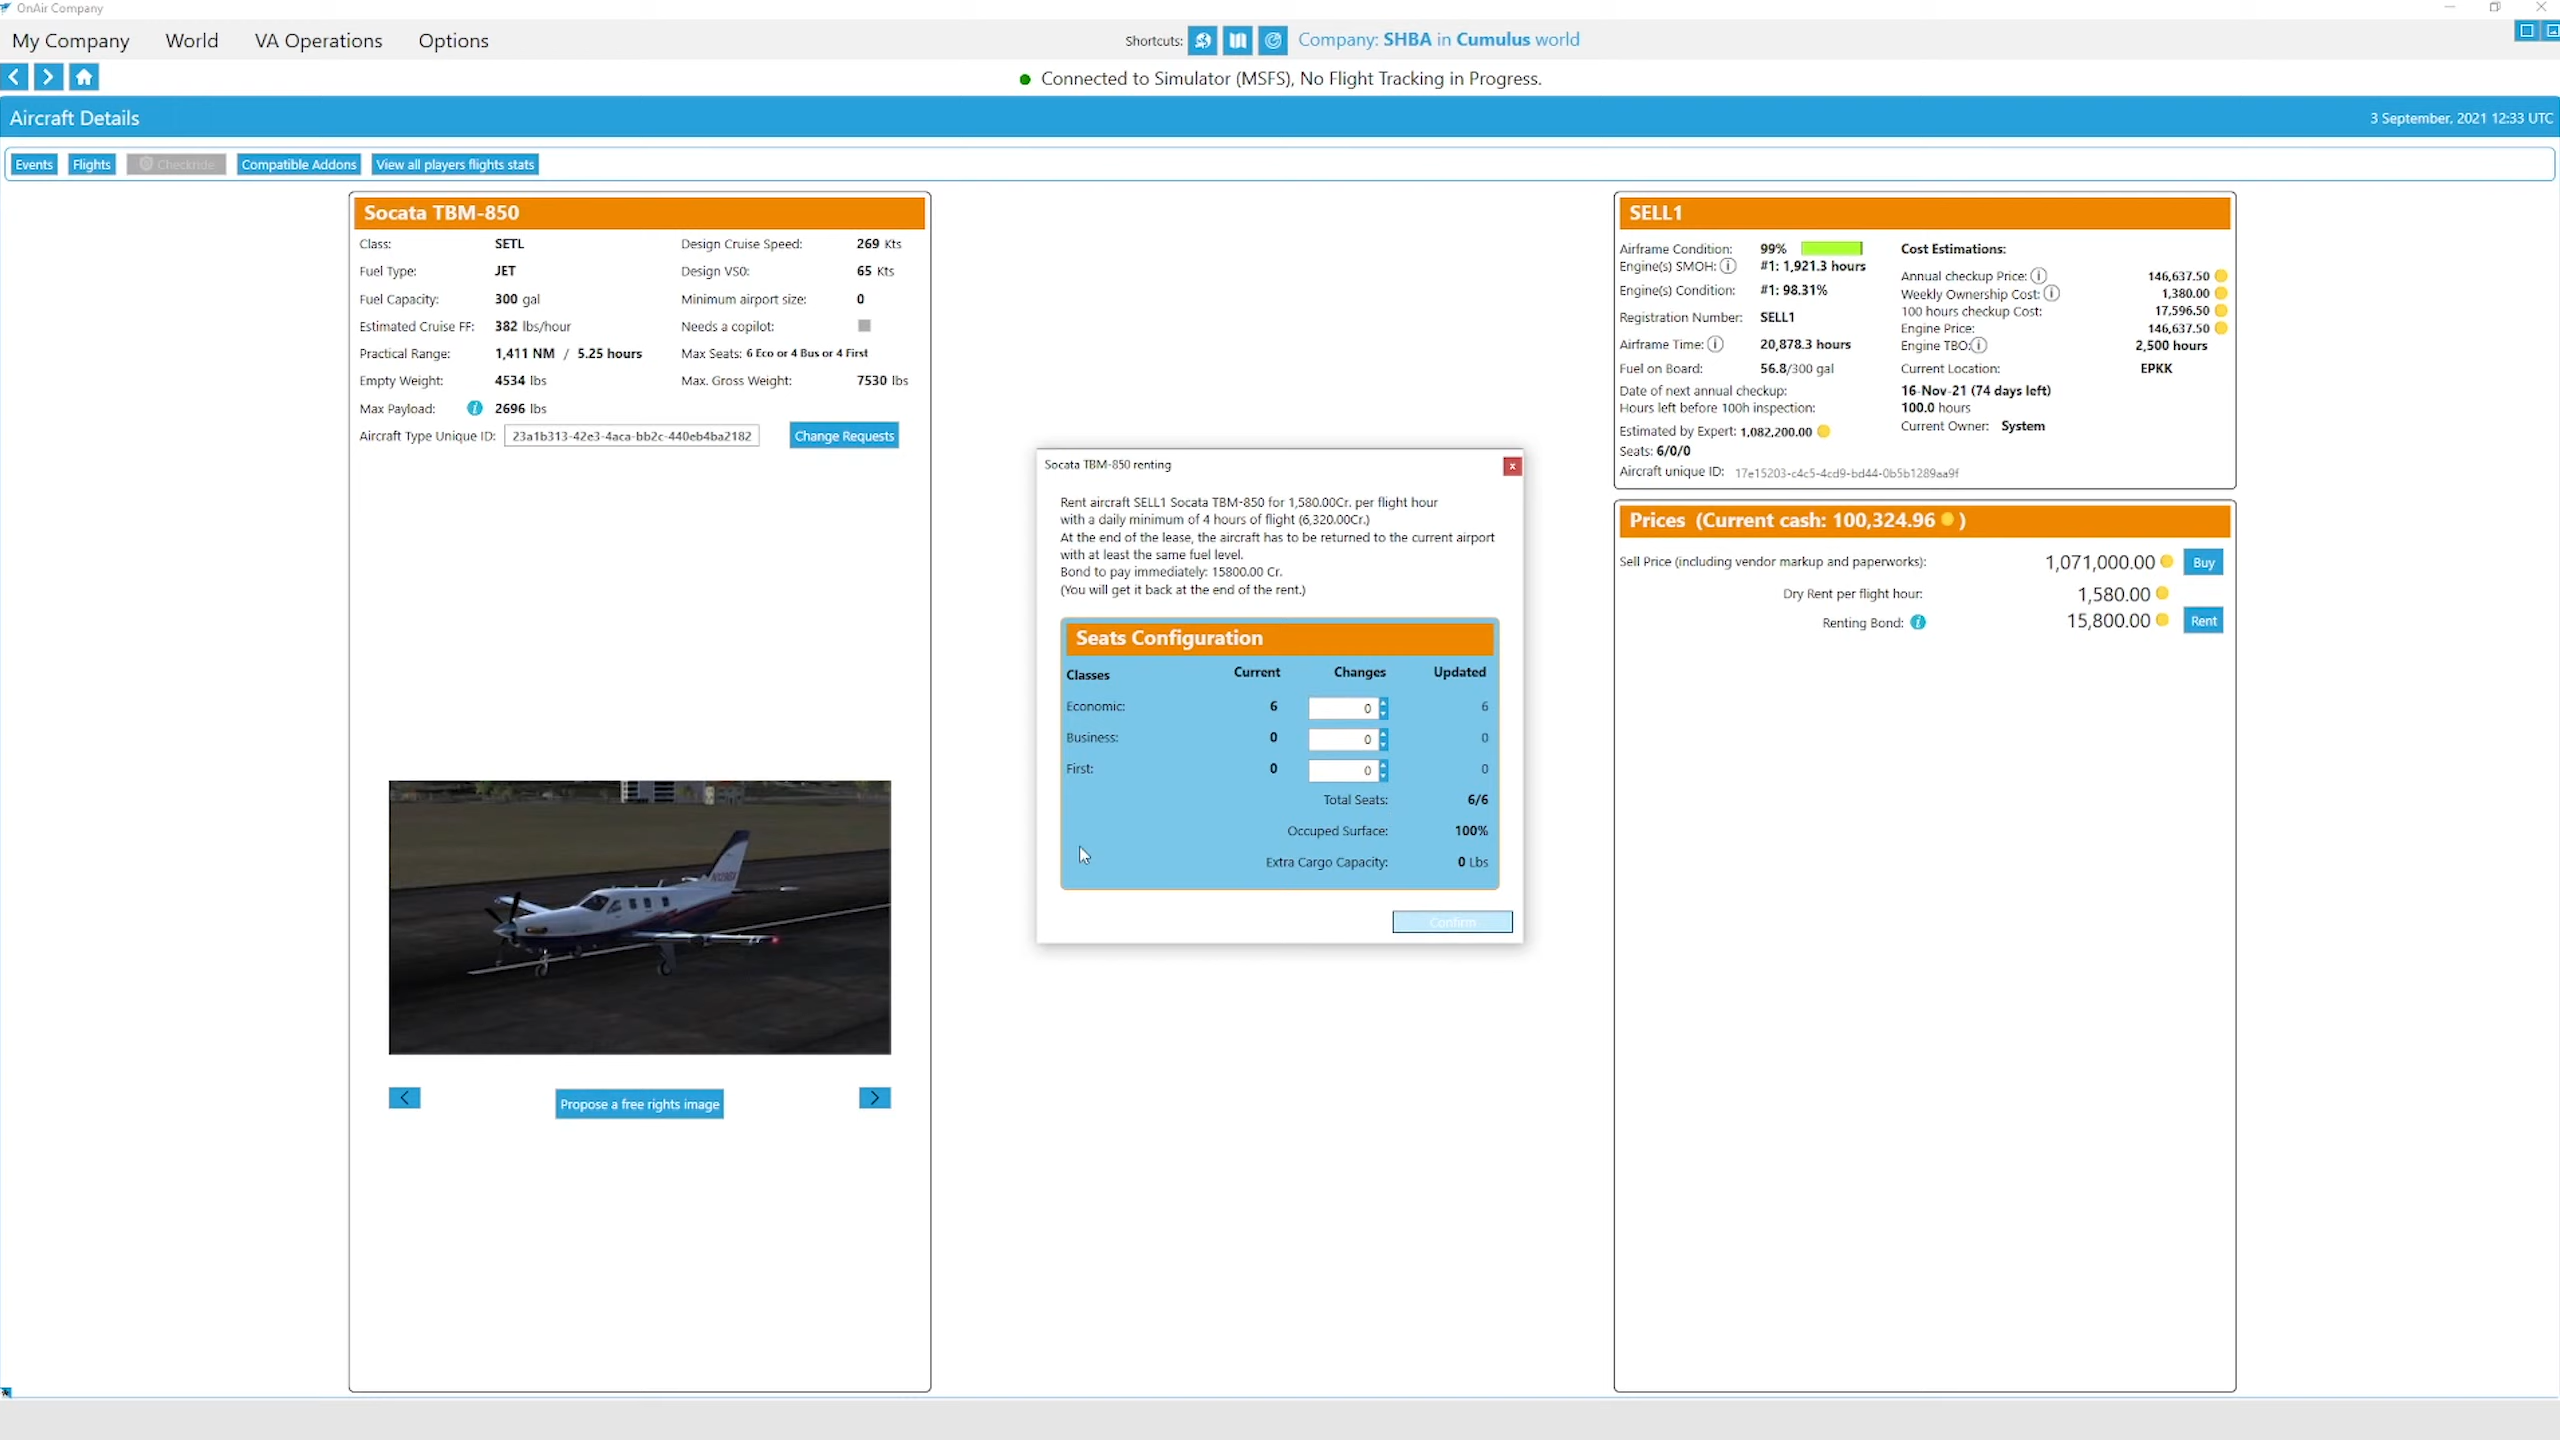 OnAir Company
My Company World VA Operations Options
Shortcuts: Company: SHBA in Cumulus world
Connected to Simulator (MSFS), No Flight Tracking in Progress.
Aircraft Details
3 September, 2021 12:33 UTC
Events Flights Checkride Compatible Addons View all players flights stats
Socata TBM-850
Class: SETL Design Cruise Speed: 269 Kts
Fuel Type: JET Design VS0: 65 Kts
Fuel Capacity: 300 gal Minimum airport size: 0
Estimated Cruise FF: 382 lbs/hour Needs a copilot:
Practical Range: 1,411 NM / 5.25 hours Max Seats: 6 Eco or 4 Bus or 4 First
Empty Weight: 4534 lbs Max. Gross Weight: 7530 lbs
Max Payload: 2696 lbs
Aircraft Type Unique ID: 23a1b313-42e3-4aca-bb2c-440eb4ba2182 Change Requests
Propose a free rights image
Socata TBM-850 renting
x
Rent aircraft SELL1 Socata TBM-850 for 1,580.00Cr. per flight hour
with a daily minimum of 4 hours of flight (6,320.00Cr.)
At the end of the lease, the aircraft has to be returned to the current airport
with at least the same fuel level.
Bond to pay immediately: 15800.00 Cr.
(You will get it back at the end of the rent.)
Seats Configuration
Classes Current Changes Updated
Economic: 6 0 6
Business: 0 0 0
First: 0 0 0
Total Seats: 6/6
Occuped Surface: 100%
Extra Cargo Capacity: 0 Lbs
Confirm
SELL1
Airframe Condition: 99% Cost Estimations:
Engine(s) SMOH: #1: 1,921.3 hours
Annual checkup Price: 146,637.50
Engine(s) Condition: #1: 98.31% Weekly Ownership Cost: 1,380.00
100 hours checkup Cost: 17,596.50
Registration Number: SELL1
Engine Price: 146,637.50
Airframe Time: 20,878.3 hours Engine TBO: 2,500 hours
Fuel on Board: 56.8/300 gal Current Location: EPKK
Date of next annual checkup: 16-Nov-21 (74 days left)
Hours left before 100h inspection: 100.0 hours
Estimated by Expert: 1,082,200.00 Current Owner: System
Seats: 6/0/0
Aircraft unique ID: 17e15203-c4c5-4cd9-bd44-0b5b1289aa9f
Prices (Current cash: 100,324.96 )
Sell Price (including vendor markup and paperworks): 1,071,000.00 Buy
Dry Rent per flight hour: 1,580.00
Renting Bond: 15,800.00 Rent